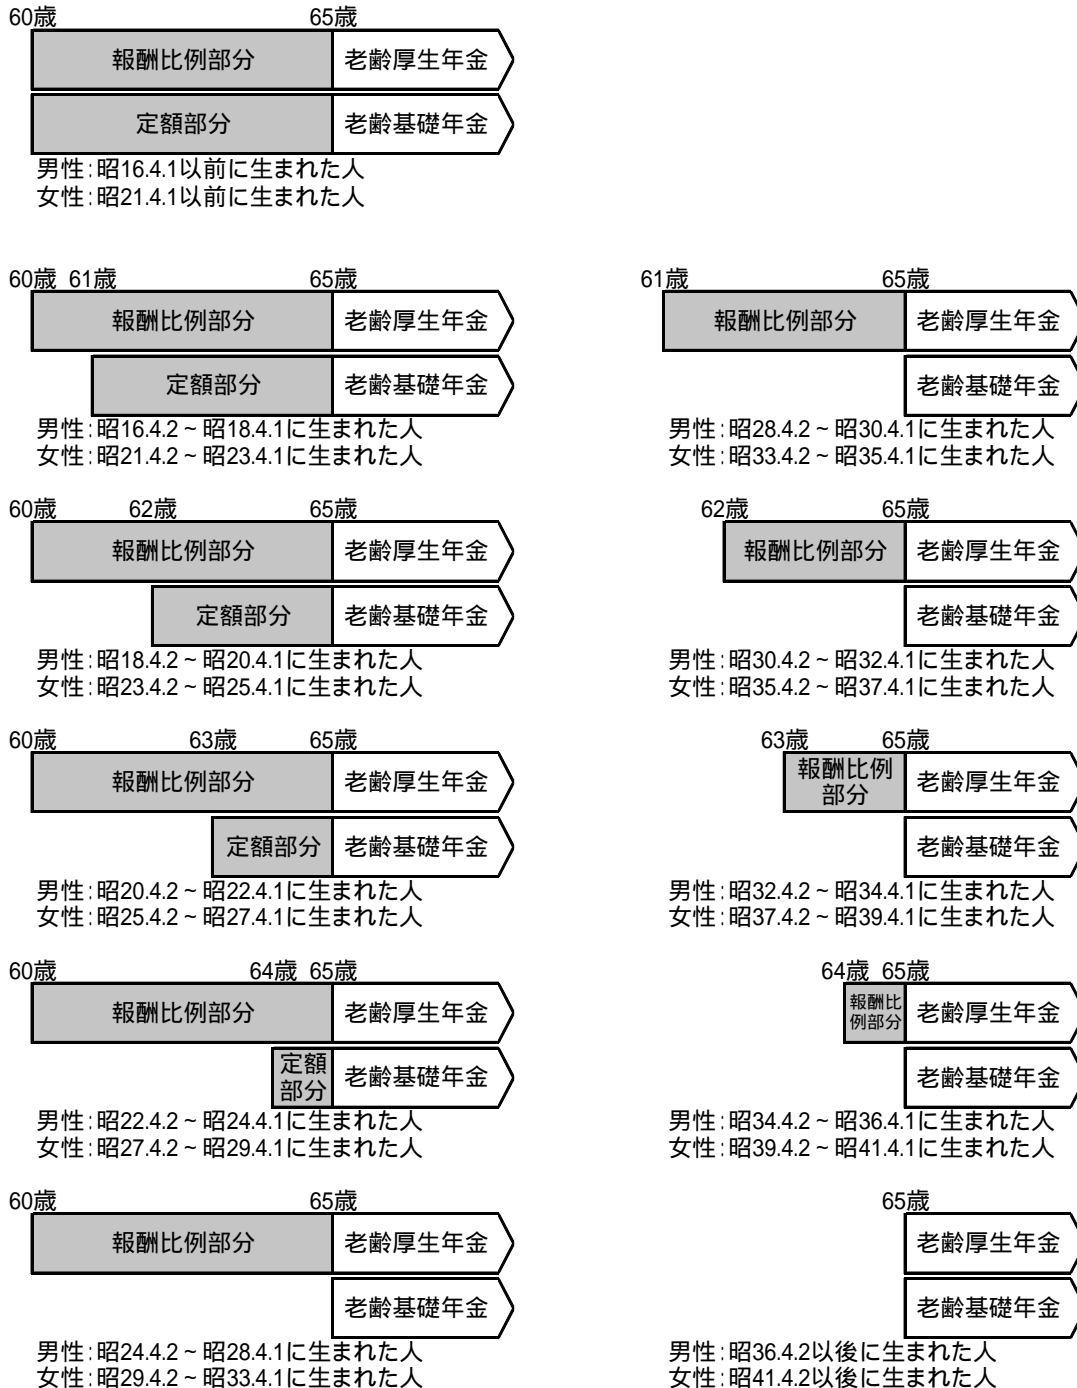 60歳 65歳
報酬比例部分 老齢厚生年金
定額部分 老齢基礎年金
男性:昭16.4.1以前に生まれた人
女性:昭21.4.1以前に生まれた人
60歳 61歳 65歳
報酬比例部分 老齢厚生年金
定額部分 老齢基礎年金
男性:昭16.4.2~昭18.4.1に生まれた人
女性:昭21.4.2~昭23.4.1に生まれた人
60歳 62歳 65歳
報酬比例部分 老齢厚生年金
定額部分 老齢基礎年金
男性:昭18.4.2~昭20.4.1に生まれた人
女性:昭23.4.2~昭25.4.1に生まれた人
60歳 63歳 65歳
報酬比例部分 老齢厚生年金
定額部分 老齢基礎年金
男性:昭20.4.2~昭22.4.1に生まれた人
女性:昭25.4.2~昭27.4.1に生まれた人
60歳 64歳 65歳
報酬比例部分 老齢厚生年金
定額
部分 老齢基礎年金
男性:昭22.4.2~昭24.4.1に生まれた人
女性:昭27.4.2~昭29.4.1に生まれた人
60歳 65歳
報酬比例部分 老齢厚生年金
老齢基礎年金
男性:昭24.4.2~昭28.4.1に生まれた人
女性:昭29.4.2~昭33.4.1に生まれた人
61歳 65歳
報酬比例部分 老齢厚生年金
老齢基礎年金
男性:昭28.4.2~昭30.4.1に生まれた人
女性:昭33.4.2~昭35.4.1に生まれた人
62歳 65歳
報酬比例部分 老齢厚生年金
老齢基礎年金
男性:昭30.4.2~昭32.4.1に生まれた人
女性:昭35.4.2~昭37.4.1に生まれた人
63歳 65歳
報酬比例
部分 老齢厚生年金
老齢基礎年金
男性:昭32.4.2~昭34.4.1に生まれた人
女性:昭37.4.2~昭39.4.1に生まれた人
64歳 65歳
報酬比
例部分 老齢厚生年金
老齢基礎年金
男性:昭34.4.2~昭36.4.1に生まれた人
女性:昭39.4.2~昭41.4.1に生まれた人
65歳
老齢厚生年金
老齢基礎年金
男性:昭36.4.2以後に生まれた人
女性:昭41.4.2以後に生まれた人